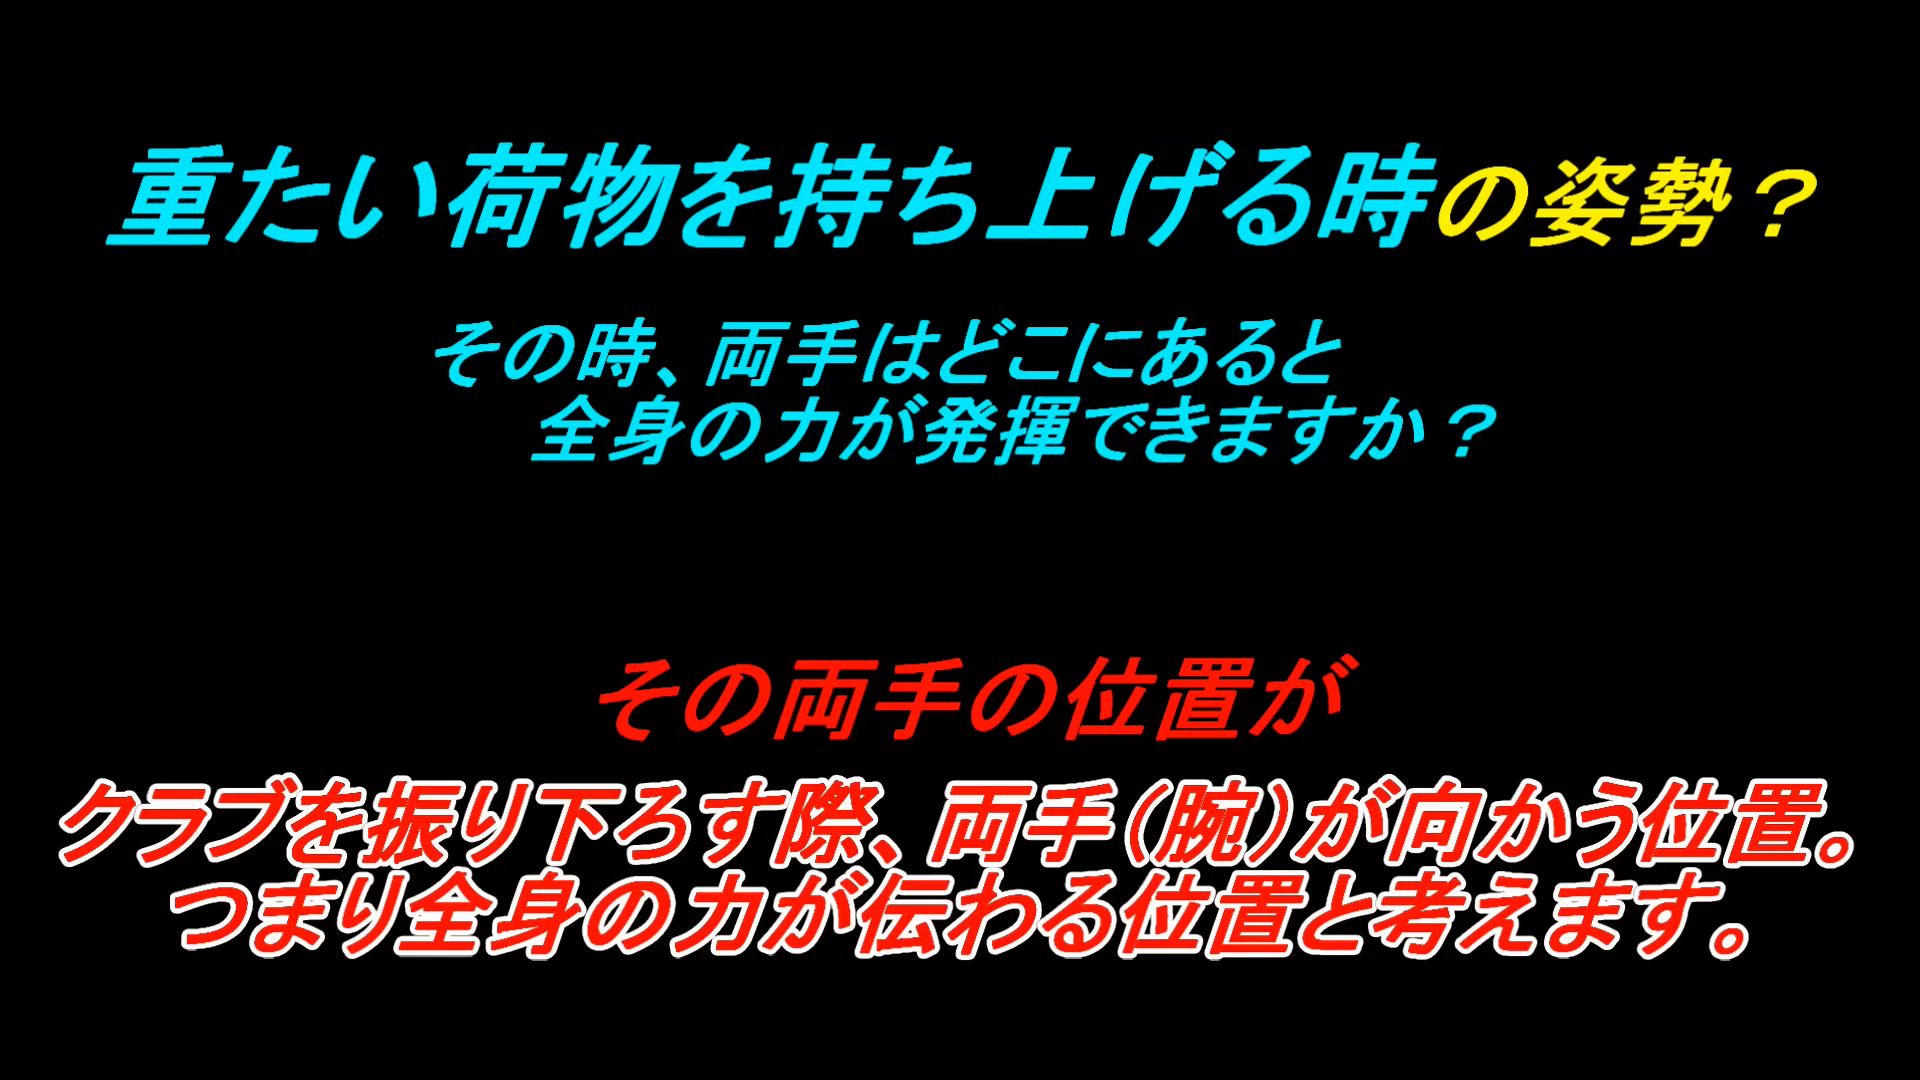 重たい荷物を持ち上げる時の姿勢？
その時、両手はどこにあると
全身の力が発揮できますか？
その両手の位置が
クラブを振り下ろす際、両手（腕）が向かう位置。
つまり全身の力が伝わる位置と考えます。